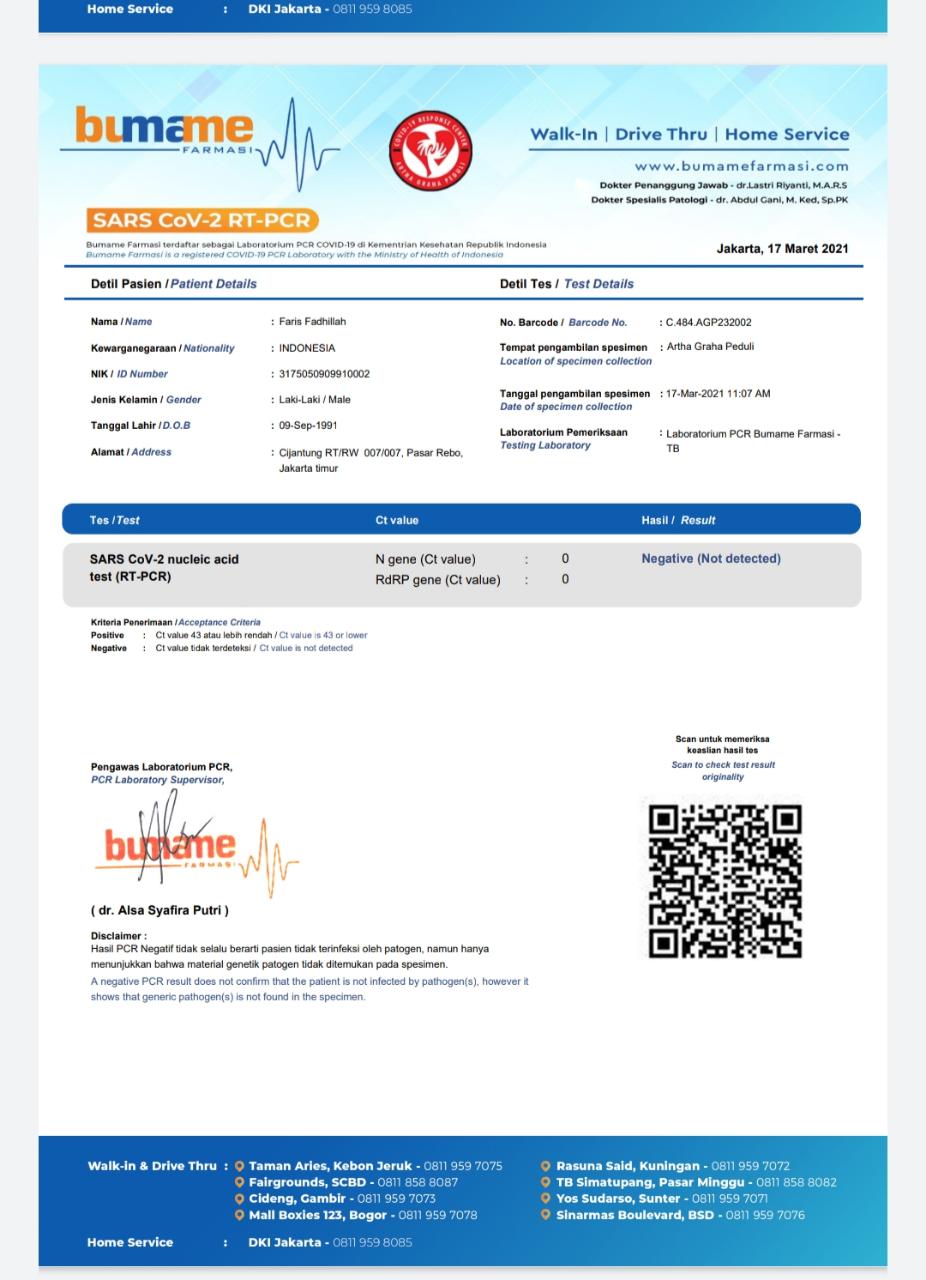 Home Service : DKI Jakarta - 0811 959 8085
bumame
FARMASI
COVID-19 RESPONSE CENTER
ARTHA GRAHA PEDULI
Walk-In | Drive Thru | Home Service
www.bumamefarmasi.com
Dokter Penanggung Jawab - dr.Lastri Riyanti, M.A.R.S
Dokter Spesialis Patologi - dr. Abdul Gani, M. Ked, Sp.PK
SARS CoV-2 RT-PCR
Bumame Farmasi terdaftar sebagai Laboratorium PCR COVID-19 di Kementrian Kesehatan Republik Indonesia
Bumame Farmasi is a registered COVID-19 PCR Laboratory with the Ministry of Health of Indonesia
Jakarta, 17 Maret 2021
Detil Pasien / Patient Details
Nama / Name : Faris Fadhillah
Kewarganegaraan / Nationality : INDONESIA
NIK / ID Number : 3175050909910002
Jenis Kelamin / Gender : Laki-Laki / Male
Tanggal Lahir / D.O.B : 09-Sep-1991
Alamat / Address : Cijantung RT/RW 007/007, Pasar Rebo,
Jakarta timur
Detil Tes / Test Details
No. Barcode / Barcode No. : C.484.AGP232002
Tempat pengambilan spesimen : Artha Graha Peduli
Location of specimen collection
Tanggal pengambilan spesimen : 17-Mar-2021 11:07 AM
Date of specimen collection
Laboratorium Pemeriksaan : Laboratorium PCR Bumame Farmasi -
Testing Laboratory TB
Tes / Test Ct value Hasil / Result
SARS CoV-2 nucleic acid N gene (Ct value) : 0 Negative (Not detected)
test (RT-PCR) RdRP gene (Ct value) : 0
Kriteria Penerimaan / Acceptance Criteria
Positive : Ct value 43 atau lebih rendah / Ct value is 43 or lower
Negative : Ct value tidak terdeteksi / Ct value is not detected
Scan untuk memeriksa
keaslian hasil tes
Scan to check test result
originality
Pengawas Laboratorium PCR,
PCR Laboratory Supervisor,
bumame
FARMASI
( dr. Alsa Syafira Putri )
Disclaimer :
Hasil PCR Negatif tidak selalu berarti pasien tidak terinfeksi oleh patogen, namun hanya
menunjukkan bahwa material genetik patogen tidak ditemukan pada spesimen.
A negative PCR result does not confirm that the patient is not infected by pathogen(s), however it
shows that generic pathogen(s) is not found in the specimen.
Walk-in & Drive Thru : Taman Aries, Kebon Jeruk - 0811 959 7075
Fairgrounds, SCBD - 0811 858 8087
Cideng, Gambir - 0811 959 7073
Mall Boxies 123, Bogor - 0811 959 7078
Rasuna Said, Kuningan - 0811 959 7072
TB Simatupang, Pasar Minggu - 0811 858 8082
Yos Sudarso, Sunter - 0811 959 7071
Sinarmas Boulevard, BSD - 0811 959 7076
Home Service : DKI Jakarta - 0811 959 8085